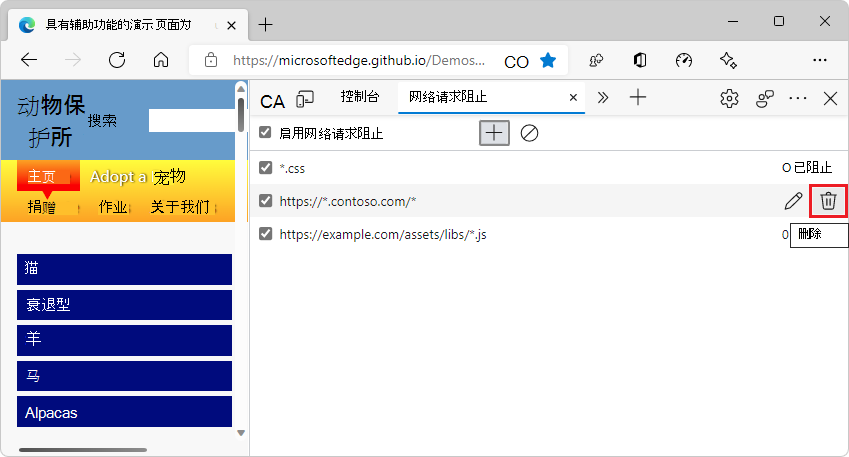 具有辅助功能的演示 页面为
https://microsoftedge.github.io/Demos...
CO
动物保
护所
搜索
主页
Adopt a 宠物
捐赠
作业
关于我们
猫
衰退型
羊
马
Alpacas
CA
控制台
网络请求阻止
启用网络请求阻止
*.css
0 已阻止
https://*.contoso.com/*
https://example.com/assets/libs/*.js
0
删除